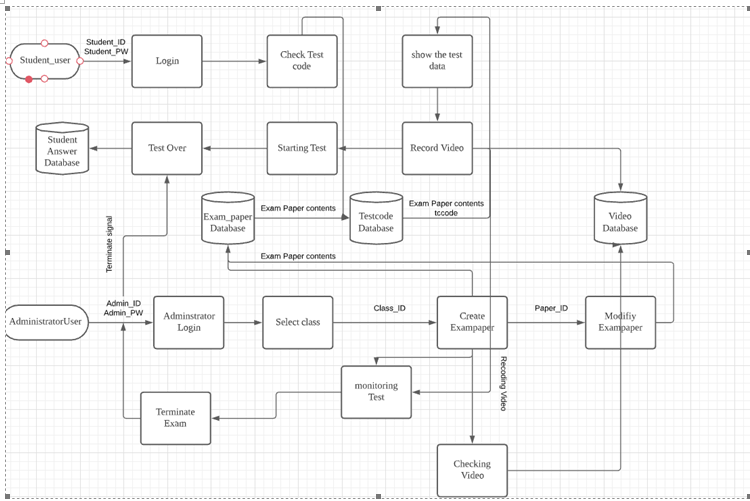 Student_ID
Student_PW
Student_user
Login
Check Test
code
show the test
data
Student
Answer
Database
Test Over
Starting Test
Record Video
Exam_paper
Database
Exam Paper contents
Testcode
Database
Exam Paper contents
tccode
Video
Database
Terminate signal
Exam Paper contents
AdministratorUser
Admin_ID
Admin_PW
Adminstrator
Login
Select class
Class_ID
Create
Exampaper
Paper_ID
Modifiy
Exampaper
Recoding Video
monitoring
Test
Terminate
Exam
Checking
Video